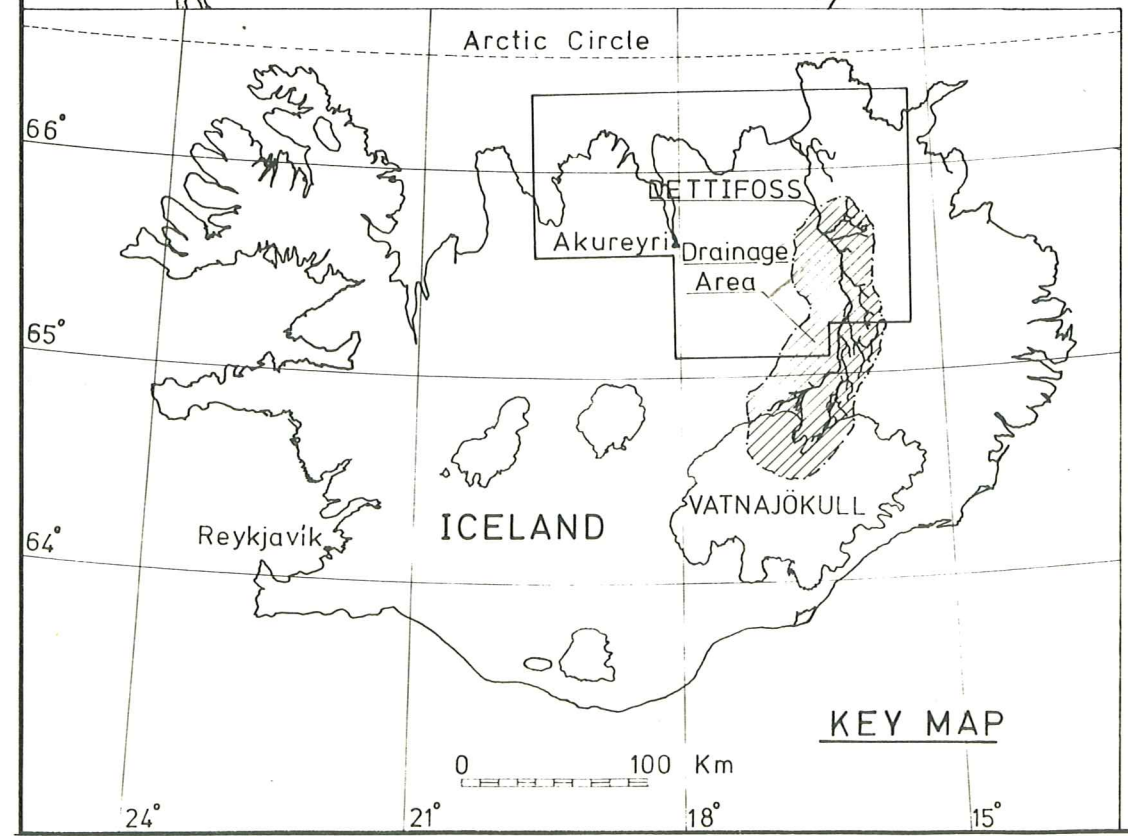 Arctic Circle
66°
DETTIFOSS
Akureyri
Drainage
Area
65°
VATNAJÖKULL
ICELAND
Reykjavík
64°
KEY MAP
0 100 Km
24° 21° 18° 15°